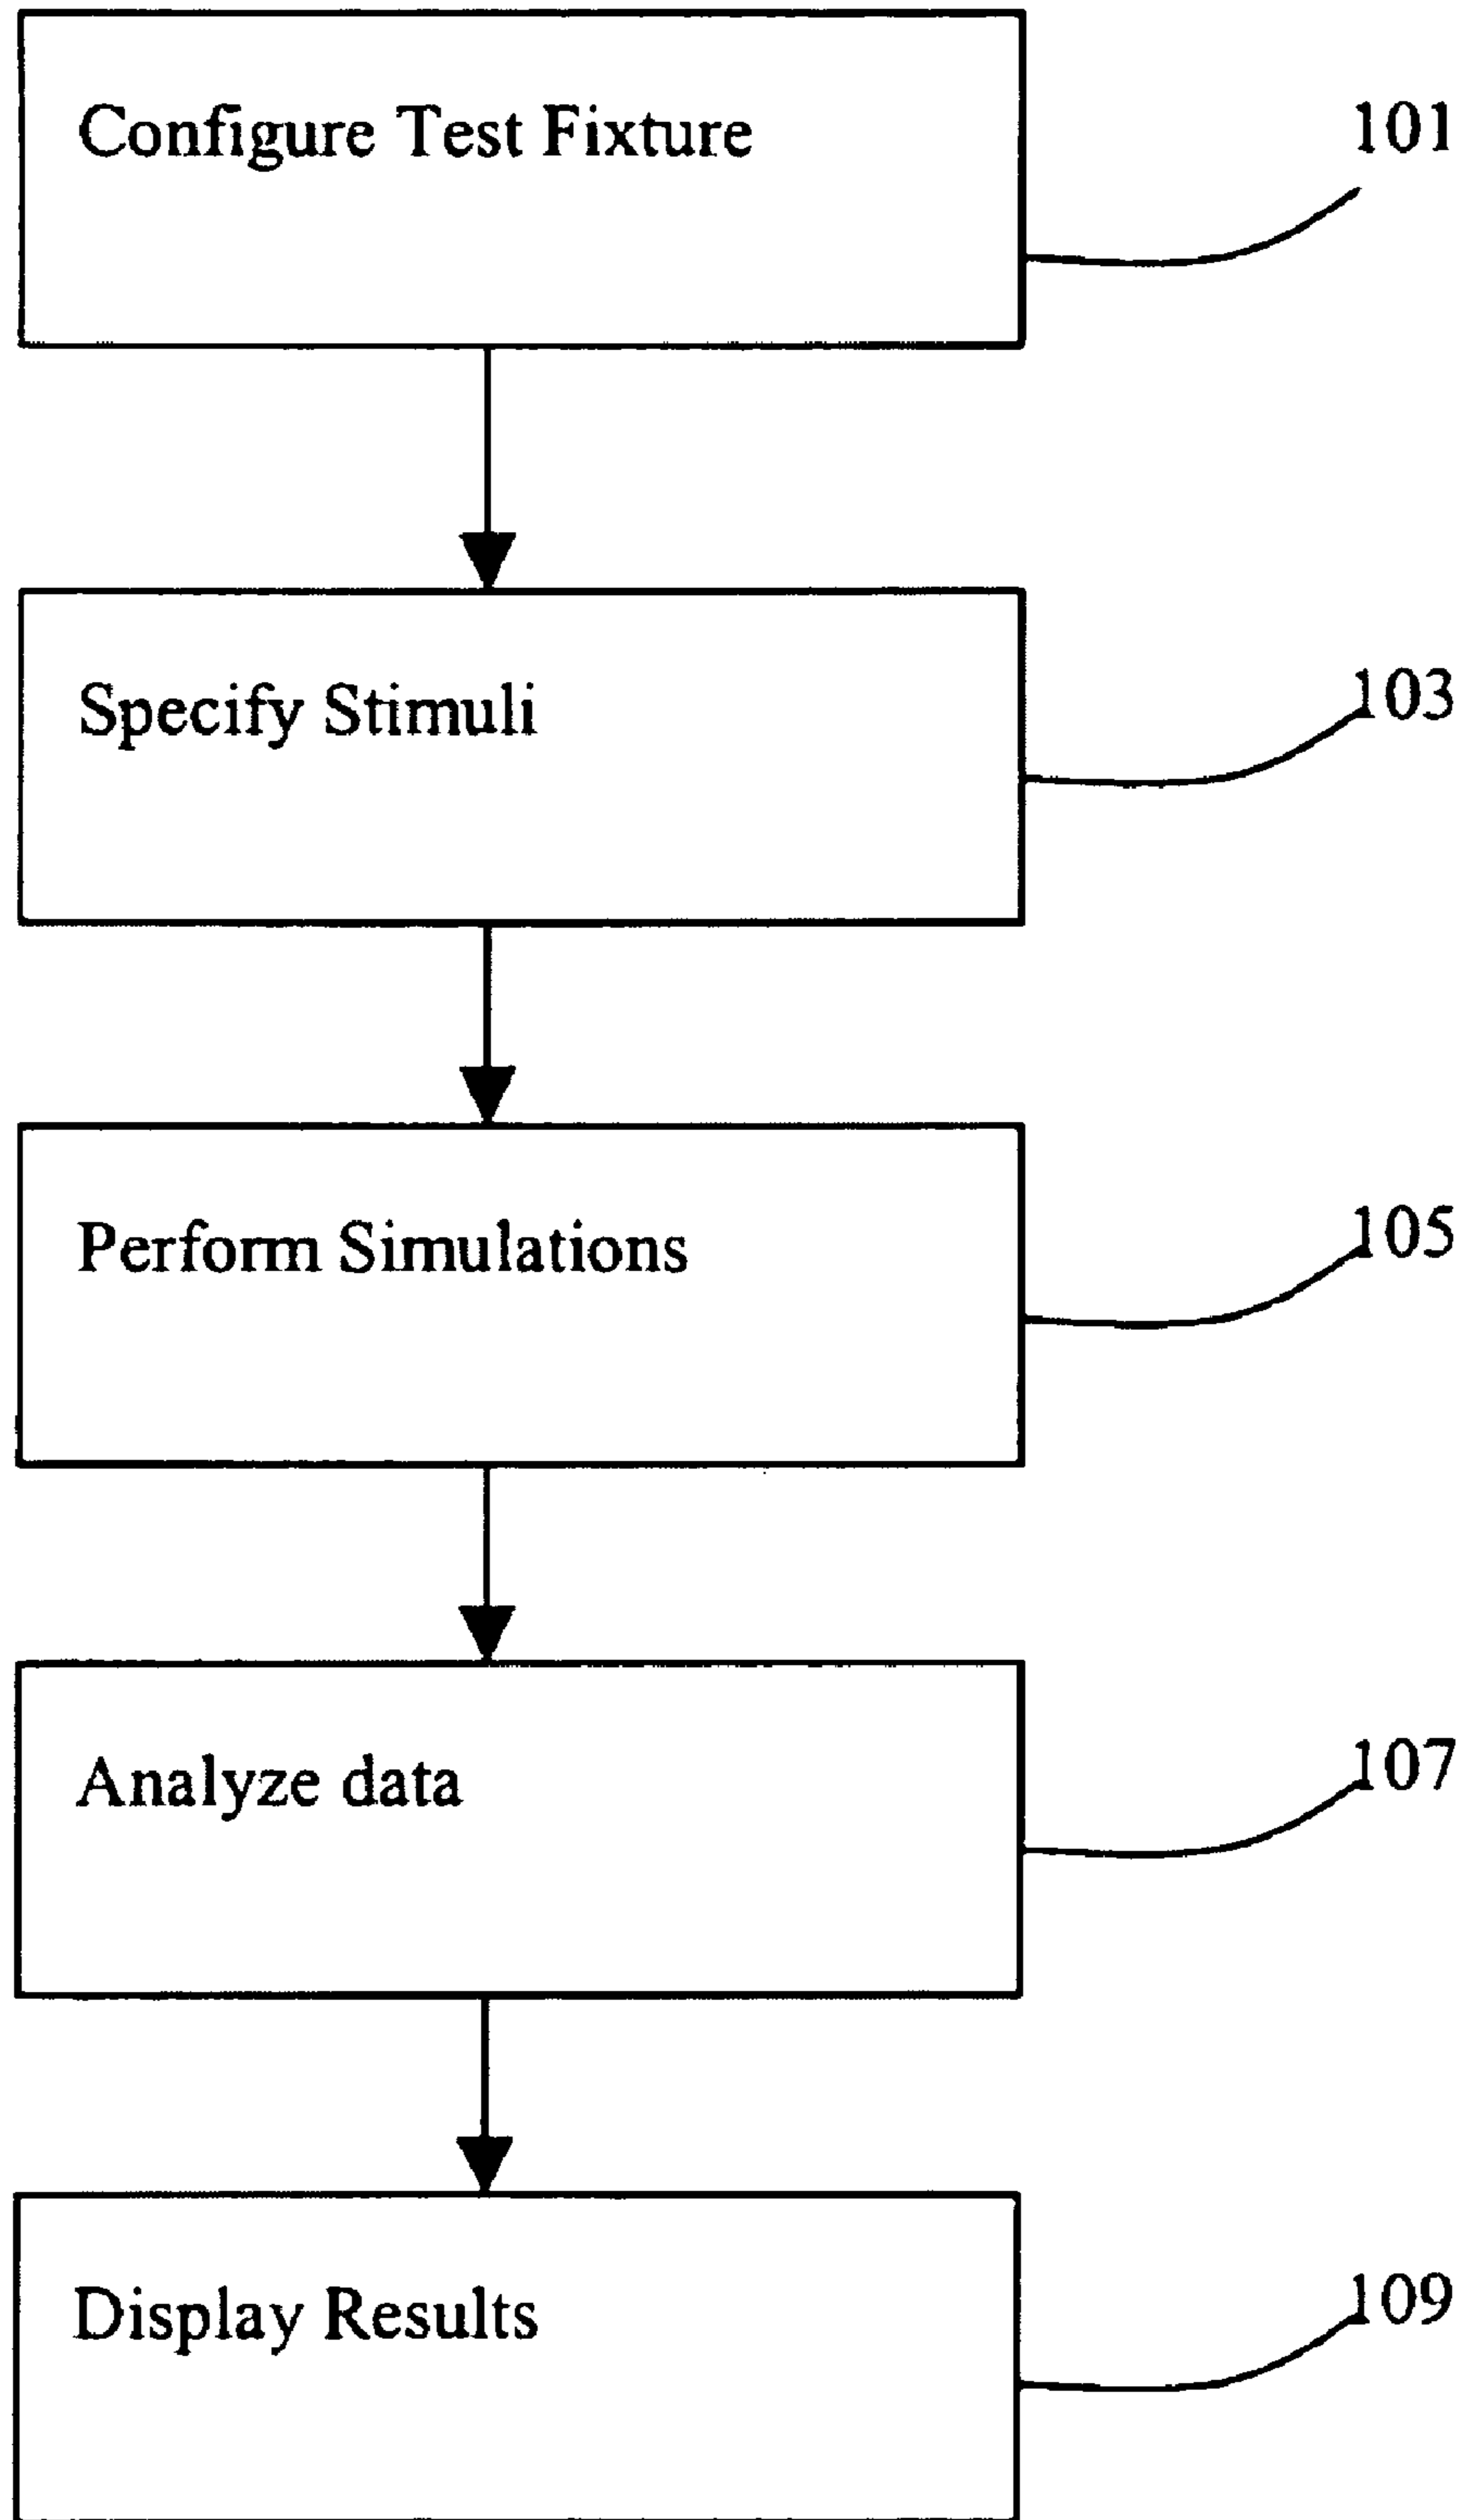 Configure Test Fixture
101
Specify Stimuli
103
Perform Simulations
105
Analyze data
107
Display Results
109